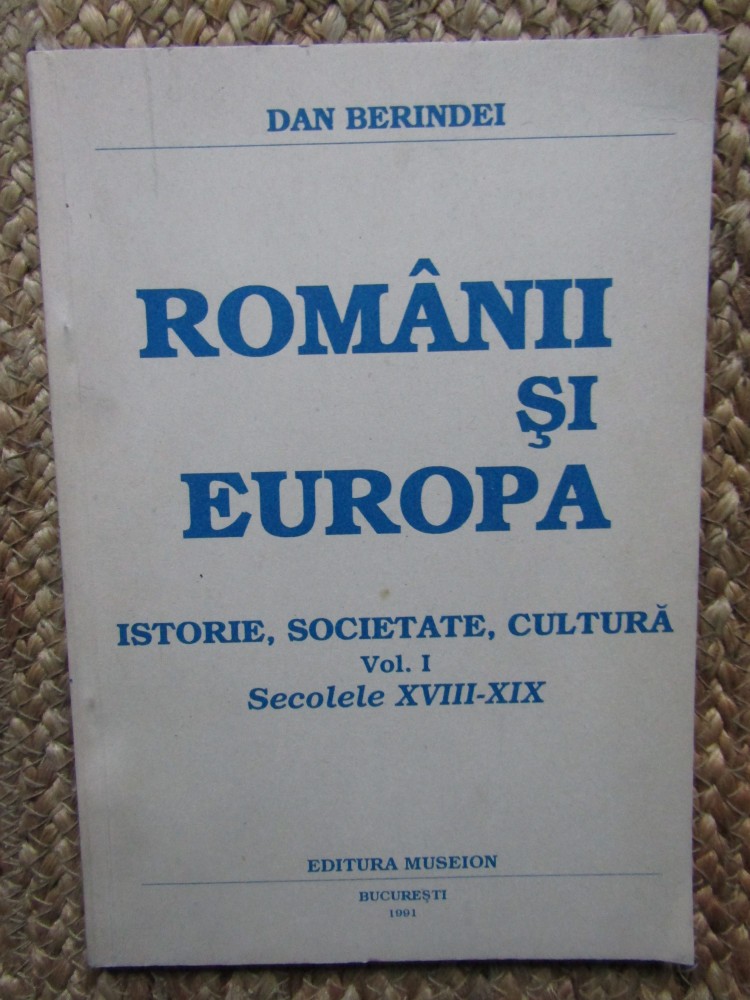 DAN BERINDEI
ROMÂNII
ŞI
EUROPA
ISTORIE, SOCIETATE, CULTURĂ
Vol. I
Secolele XVIII-XIX
EDITURA MUSEION
BUCUREŞTI
1991